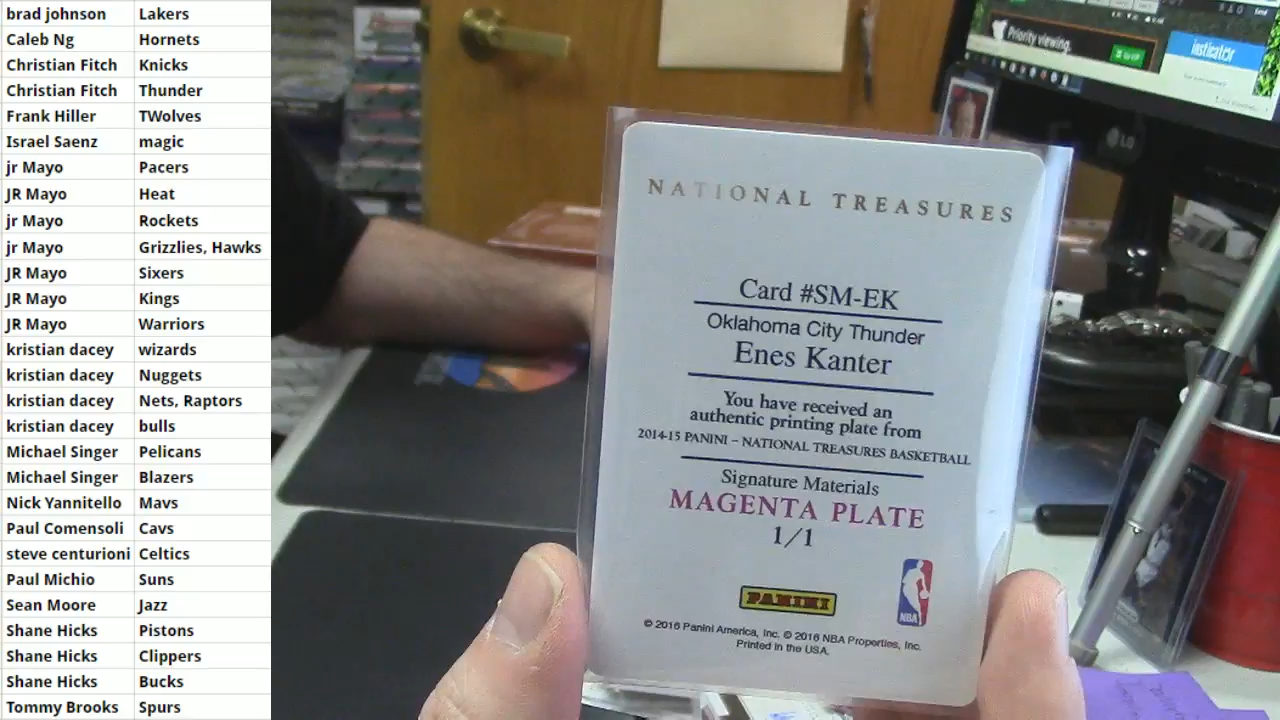 brad johnson Lakers
Caleb Ng Hornets
Christian Fitch Knicks
Christian Fitch Thunder
Frank Hiller TWolves
Israel Saenz magic
jr Mayo Pacers
JR Mayo Heat
jr Mayo Rockets
jr Mayo Grizzlies, Hawks
JR Mayo Sixers
JR Mayo Kings
JR Mayo Warriors
kristian dacey wizards
kristian dacey Nuggets
kristian dacey Nets, Raptors
kristian dacey bulls
Michael Singer Pelicans
Michael Singer Blazers
Nick Yannitello Mavs
Paul Comensoli Cavs
steve centurioni Celtics
Paul Michio Suns
Sean Moore Jazz
Shane Hicks Pistons
Shane Hicks Clippers
Shane Hicks Bucks
Tommy Brooks Spurs
Priority viewing.
insticator
LG
NATIONAL TREASURES
Card #SM-EK
Oklahoma City Thunder
Enes Kanter
You have received an
authentic printing plate from
2014-15 PANINI – NATIONAL TREASURES BASKETBALL
Signature Materials
MAGENTA PLATE
1/1
PANINI
NBA
© 2016 Panini America, Inc. © 2016 NBA Properties, Inc.
Printed in the USA.